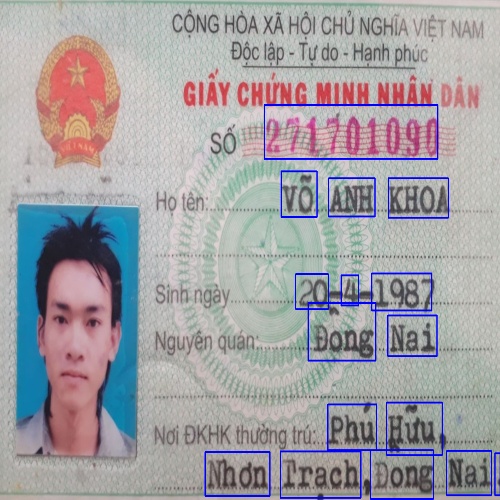 CỘNG HÒA XÃ HỘI CHỦ NGHĨA VIỆT NAM
Độc lập - Tự do - Hạnh phúc
GIẤY CHỨNG MINH NHÂN DÂN
SỐ 271701090
Họ tên: VÕ ANH KHOA
Sinh ngày 20-4-1987
Nguyên quán: Đồng Nai
Nơi ĐKHK thường trú: Phú Hữu,
Nhơn Trạch, Đồng Nai
VIỆT NAM